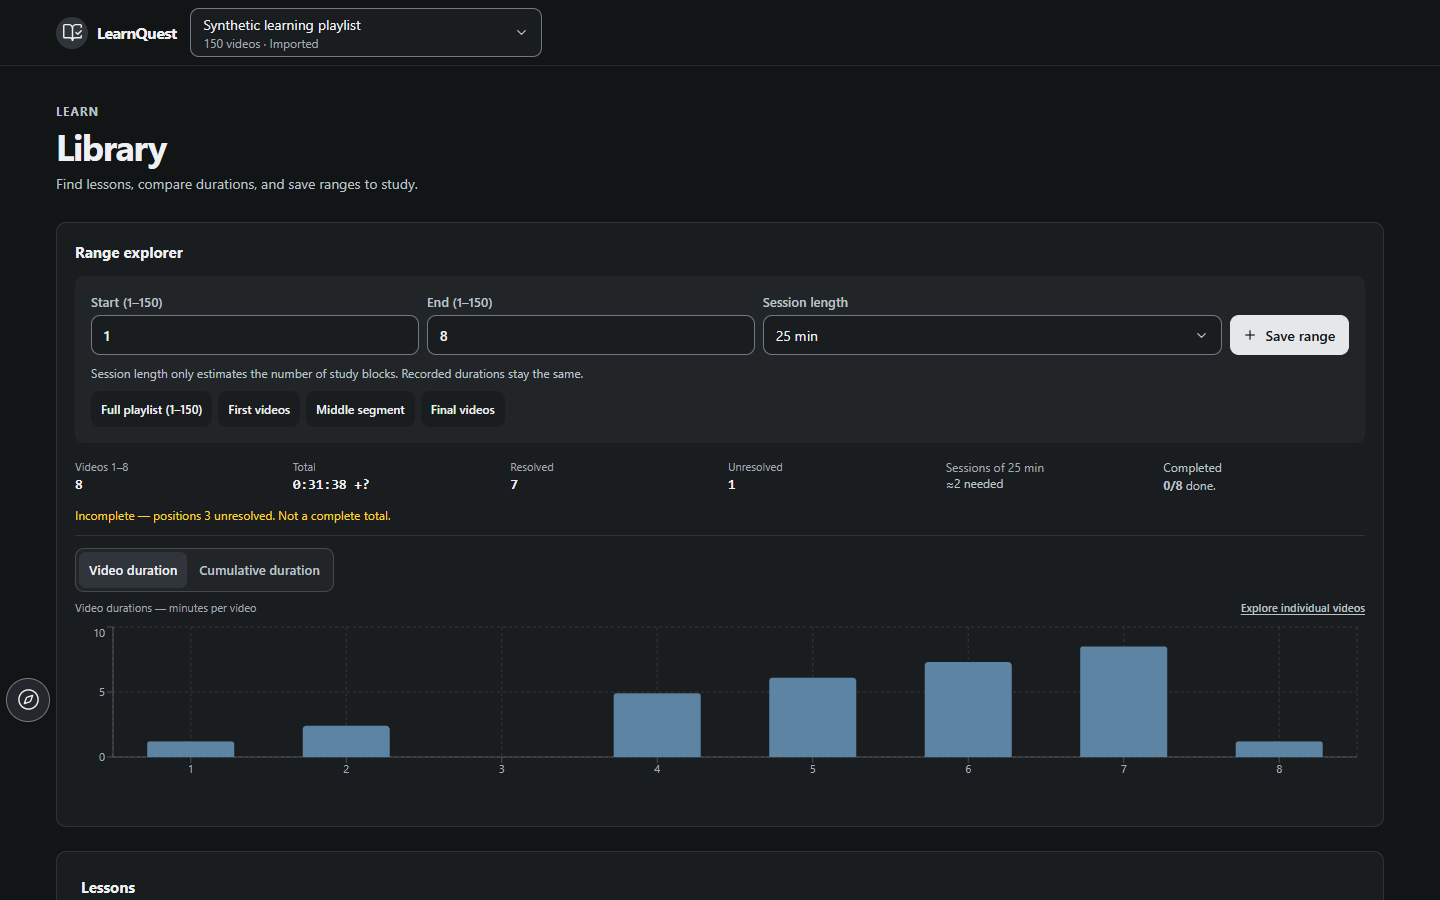 LearnQuest
Synthetic learning playlist
150 videos · Imported
LEARN
Library
Find lessons, compare durations, and save ranges to study.
Range explorer
Start (1–150)
End (1–150)
Session length
1
8
25 min
+ Save range
Session length only estimates the number of study blocks. Recorded durations stay the same.
Full playlist (1–150)
First videos
Middle segment
Final videos
Videos 1–8
8
Total
0:31:38 +?
Resolved
7
Unresolved
1
Sessions of 25 min
≈2 needed
Completed
0/8 done.
Incomplete — positions 3 unresolved. Not a complete total.
Video duration
Cumulative duration
Video durations — minutes per video
Explore individual videos
10
5
0
1 2 3 4 5 6 7 8
Lessons